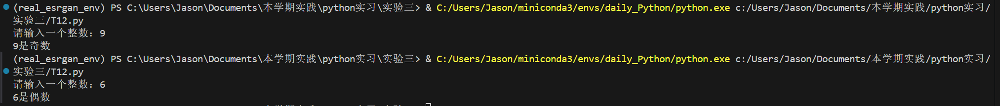 (real_esrgan_env) PS C:\Users\Jason\Documents\本学期实践\python实习\实验三> & C:/Users/Jason/miniconda3/envs/daily_Python/python.exe c:/Users/Jason/Documents/本学期实践/python实习/
实验三/T12.py
请输入一个整数：9
9是奇数
(real_esrgan_env) PS C:\Users\Jason\Documents\本学期实践\python实习\实验三> & C:/Users/Jason/miniconda3/envs/daily_Python/python.exe c:/Users/Jason/Documents/本学期实践/python实习/
实验三/T12.py
请输入一个整数：6
6是偶数